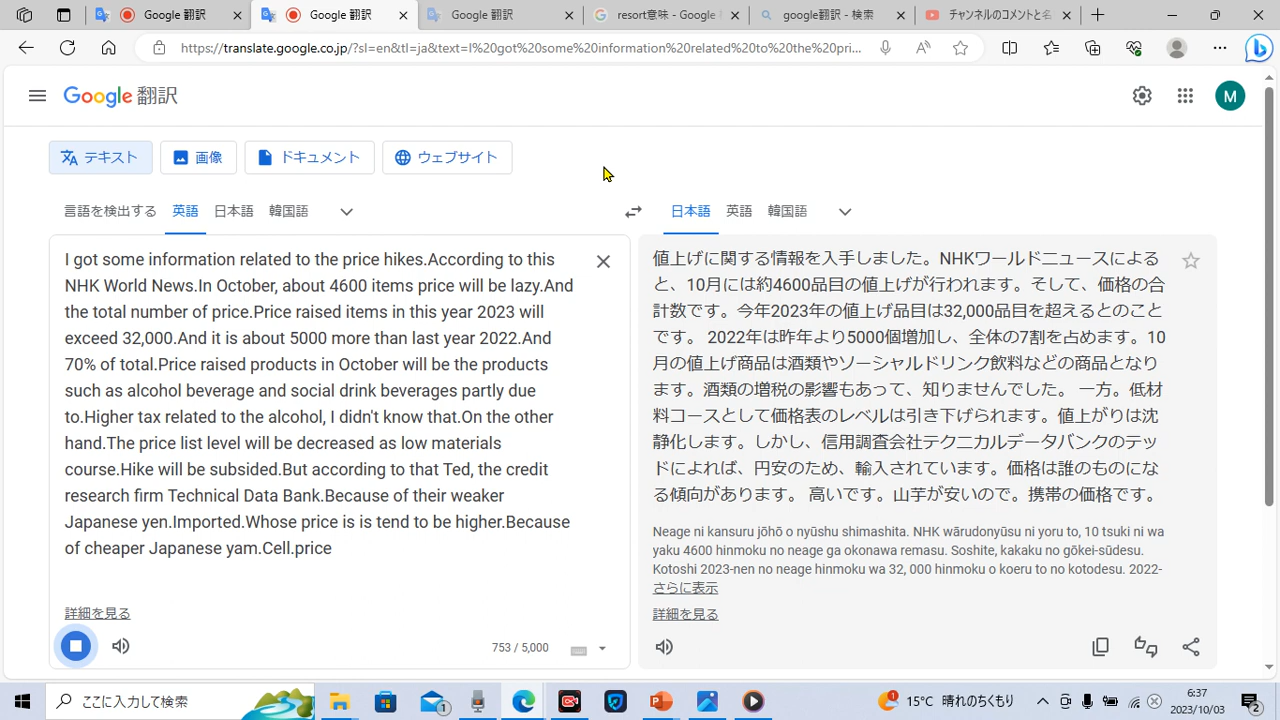 Google 翻訳
Google 翻訳
Google 翻訳
resort意味 - Google
google翻訳 - 検索
チャンネルのコメントと名
https://translate.google.co.jp/?sl=en&tl=ja&text=I%20got%20some%20information%20related%20to%20the%20pri...
Google 翻訳
M
テキスト
画像
ドキュメント
ウェブサイト
言語を検出する 英語 日本語 韓国語
日本語 英語 韓国語
I got some information related to the price hikes.According to this
NHK World News.In October, about 4600 items price will be lazy.And
the total number of price.Price raised items in this year 2023 will
exceed 32,000.And it is about 5000 more than last year 2022.And
70% of total.Price raised products in October will be the products
such as alcohol beverage and social drink beverages partly due
to.Higher tax related to the alcohol, I didn't know that.On the other
hand.The price list level will be decreased as low materials
course.Hike will be subsided.But according to that Ted, the credit
research firm Technical Data Bank.Because of their weaker
Japanese yen.Imported.Whose price is is tend to be higher.Because
of cheaper Japanese yam.Cell.price
詳細を見る
753 / 5,000
値上げに関する情報を入手しました。NHKワールドニュースによる
と、10月には約4600品目の値上げが行われます。そして、価格の合
計数です。今年2023年の値上げ品目は32,000品目を超えるとのこと
です。 2022年は昨年より5000個増加し、全体の7割を占めます。10
月の値上げ商品は酒類やソーシャルドリンク飲料などの商品となり
ます。酒類の増税の影響もあって、知りませんでした。 一方。低材
料コースとして価格表のレベルは引き下げられます。値上がりは沈
静化します。しかし、信用調査会社テクニカルデータバンクのテッ
ドによれば、円安のため、輸入されています。価格は誰のものにな
る傾向があります。 高いです。山芋が安いので。携帯の価格です。
Neage ni kansuru jōhō o nyūshu shimashita. NHK wārudonyūsu ni yoru to, 10 tsuki ni wa
yaku 4600 hinmoku no neage ga okonawa remasu. Soshite, kakaku no gōkei-sūdesu.
Kotoshi 2023-nen no neage hinmoku wa 32, 000 hinmoku o koeru to no kotodesu. 2022-
さらに表示
詳細を見る
ここに入力して検索
1
1
15°C 晴れのちくもり
6:37
2023/10/03
2